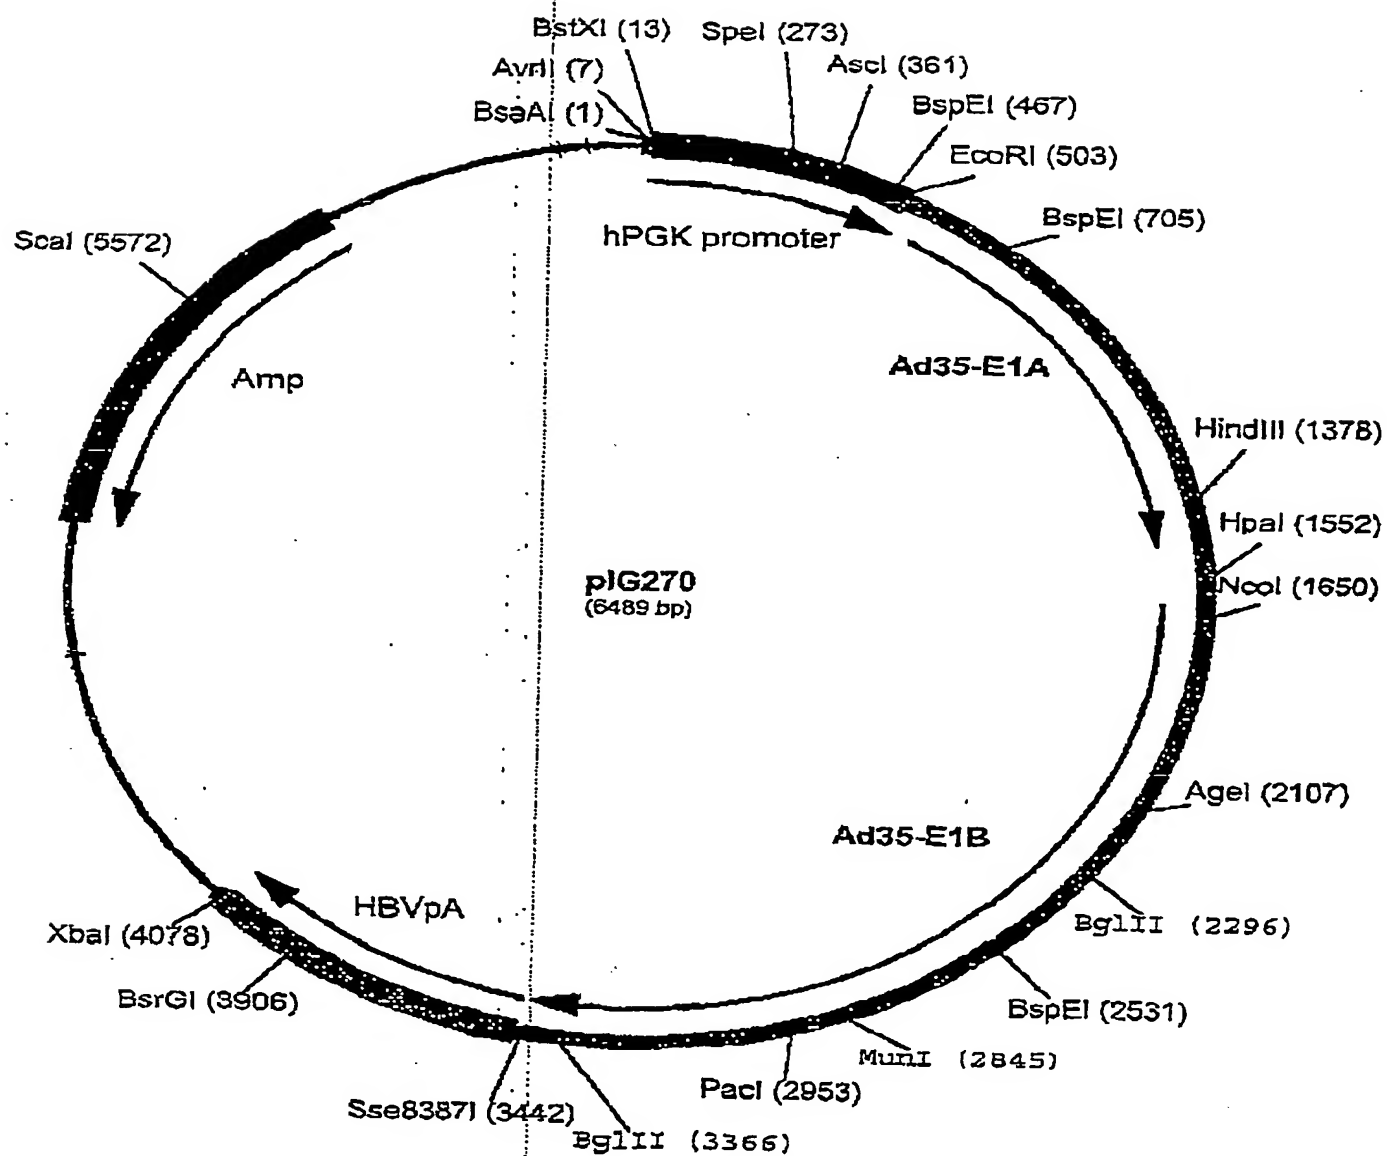 BstXI (13)
SpeI (273)
AvrII (7)
AscI (361)
BsaAI (1)
BspEI (467)
EcoRI (503)
BspEI (705)
ScaI (5572)
hPGK promoter
Amp
Ad35-E1A
HindIII (1378)
HpaI (1552)
pIG270
(6489 bp)
NcoI (1650)
AgeI (2107)
Ad35-E1B
HBVpA
BglII (2296)
XbaI (4078)
BsrGI (3906)
BspEI (2531)
MunI (2845)
PacI (2953)
Sse8387I (3442)
BglII (3366)